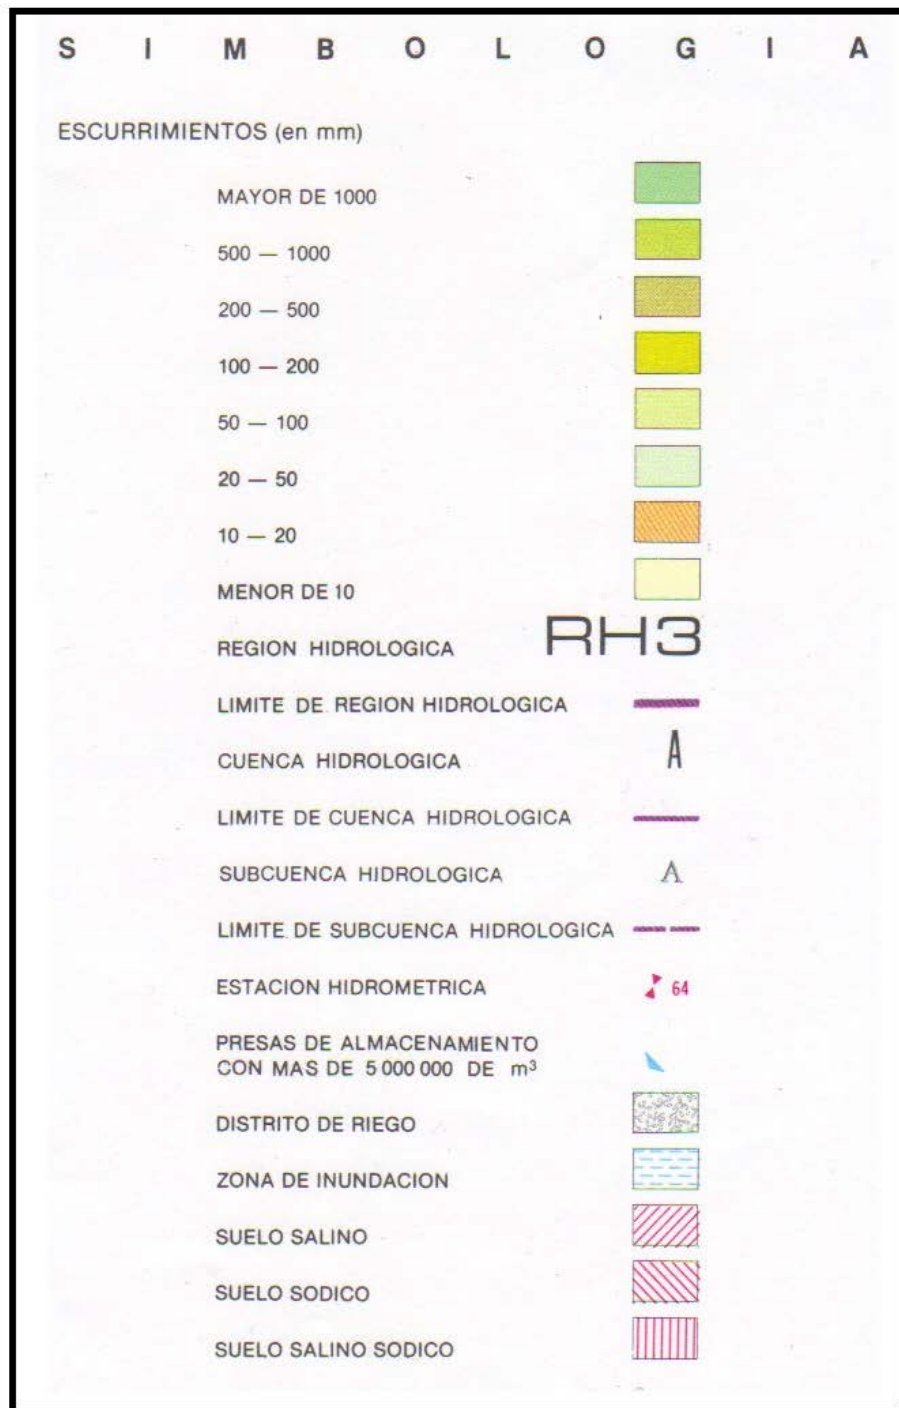 S I M B O L O G I A
ESCURRIMIENTOS (en mm)
MAYOR DE 1000
500 — 1000
200 — 500
100 — 200
50 — 100
20 — 50
10 — 20
MENOR DE 10
REGION HIDROLOGICA RH3
LIMITE DE REGION HIDROLOGICA
CUENCA HIDROLOGICA A
LIMITE DE CUENCA HIDROLOGICA
SUBCUENCA HIDROLOGICA A
LIMITE DE SUBCUENCA HIDROLOGICA
ESTACION HIDROMETRICA 64
PRESAS DE ALMACENAMIENTO
CON MAS DE 5 000 000 DE m³
DISTRITO DE RIEGO
ZONA DE INUNDACION
SUELO SALINO
SUELO SODICO
SUELO SALINO SODICO